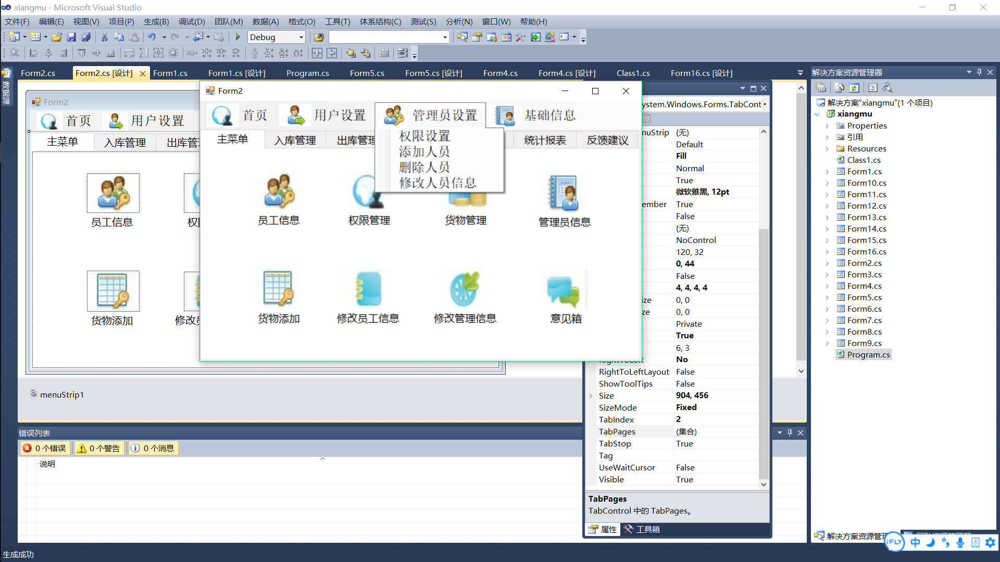 xiangmu - Microsoft Visual Studio
文件(F) 编辑(E) 视图(V) 项目(P) 生成(B) 调试(D) 团队(M) 数据(A) 格式(O) 工具(T) 体系结构(C) 测试(S) 分析(N) 窗口(W) 帮助(H)
Debug
Form2.cs Form2.cs [设计] Form1.cs Form1.cs [设计] Program.cs Form5.cs Form5.cs [设计] Form4.cs Form4.cs [设计] Class1.cs Form16.cs [设计]
数据源
Form2
首页 用户设置
主菜单 入库管理
员工信息
货物添加
menuStrip1
Form2
首页 用户设置 管理员设置 基础信息
主菜单 入库管理 统计报表 反馈建议
权限设置
添加人员
删除人员
修改人员信息
员工信息 权限管理 货物管理 管理员信息
货物添加 修改员工信息 修改管理信息 意见箱
ystem.Windows.Forms.TabCont
nuStrip (无)
Default
Fill
Normal
True
微软雅黑, 12pt
ember True
False
(无)
NoControl
120, 32
0, 44
False
4, 4, 4, 4
ize 0, 0
ze 0, 0
Private
True
6, 3
No
RightToLeftLayout False
ShowToolTips False
Size 904, 456
SizeMode Fixed
TabIndex 2
TabPages (集合)
TabStop True
Tag
UseWaitCursor False
Visible True
TabPages
TabControl 中的 TabPages。
属性 工具箱
解决方案资源管理器
解决方案"xiangmu"(1 个项目)
xiangmu
Properties
引用
Resources
Class1.cs
Form1.cs
Form10.cs
Form11.cs
Form12.cs
Form13.cs
Form14.cs
Form15.cs
Form16.cs
Form2.cs
Form3.cs
Form4.cs
Form5.cs
Form6.cs
Form7.cs
Form8.cs
Form9.cs
Program.cs
解决方案资源管理
错误列表
0 个错误 0 个警告 0 个消息
说明
iFLY 中
生成成功